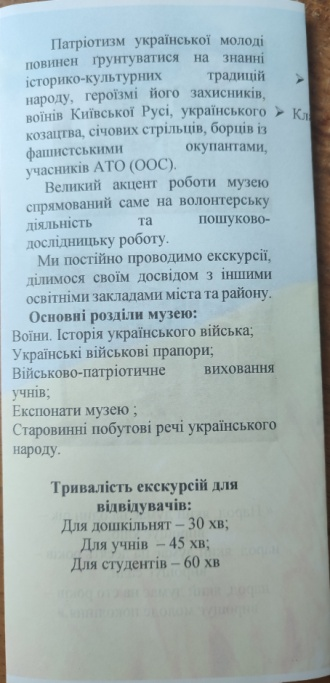 Патріотизм української молоді
повинен ґрунтуватися на знанні
історико-культурних традицій
народу, героїзмі його захисників,
воїнів Київської Русі, українського
козацтва, січових стрільців, борців із
фашистськими окупантами,
учасників АТО (ООС).
Великий акцент роботи музею
спрямований саме на волонтерську
діяльність та пошуково-
дослідницьку роботу.
Ми постійно проводимо екскурсії,
ділимося своїм досвідом з іншими
освітніми закладами міста та району.
Основні розділи музею:
Воїни. Історія українського війська;
Українські військові прапори;
Військово-патріотичне виховання
учнів;
Експонати музею ;
Старовинні побутові речі українського
народу.
Тривалість екскурсій для
відвідувачів:
Для дошкільнят – 30 хв;
Для учнів – 45 хв;
Для студентів – 60 хв